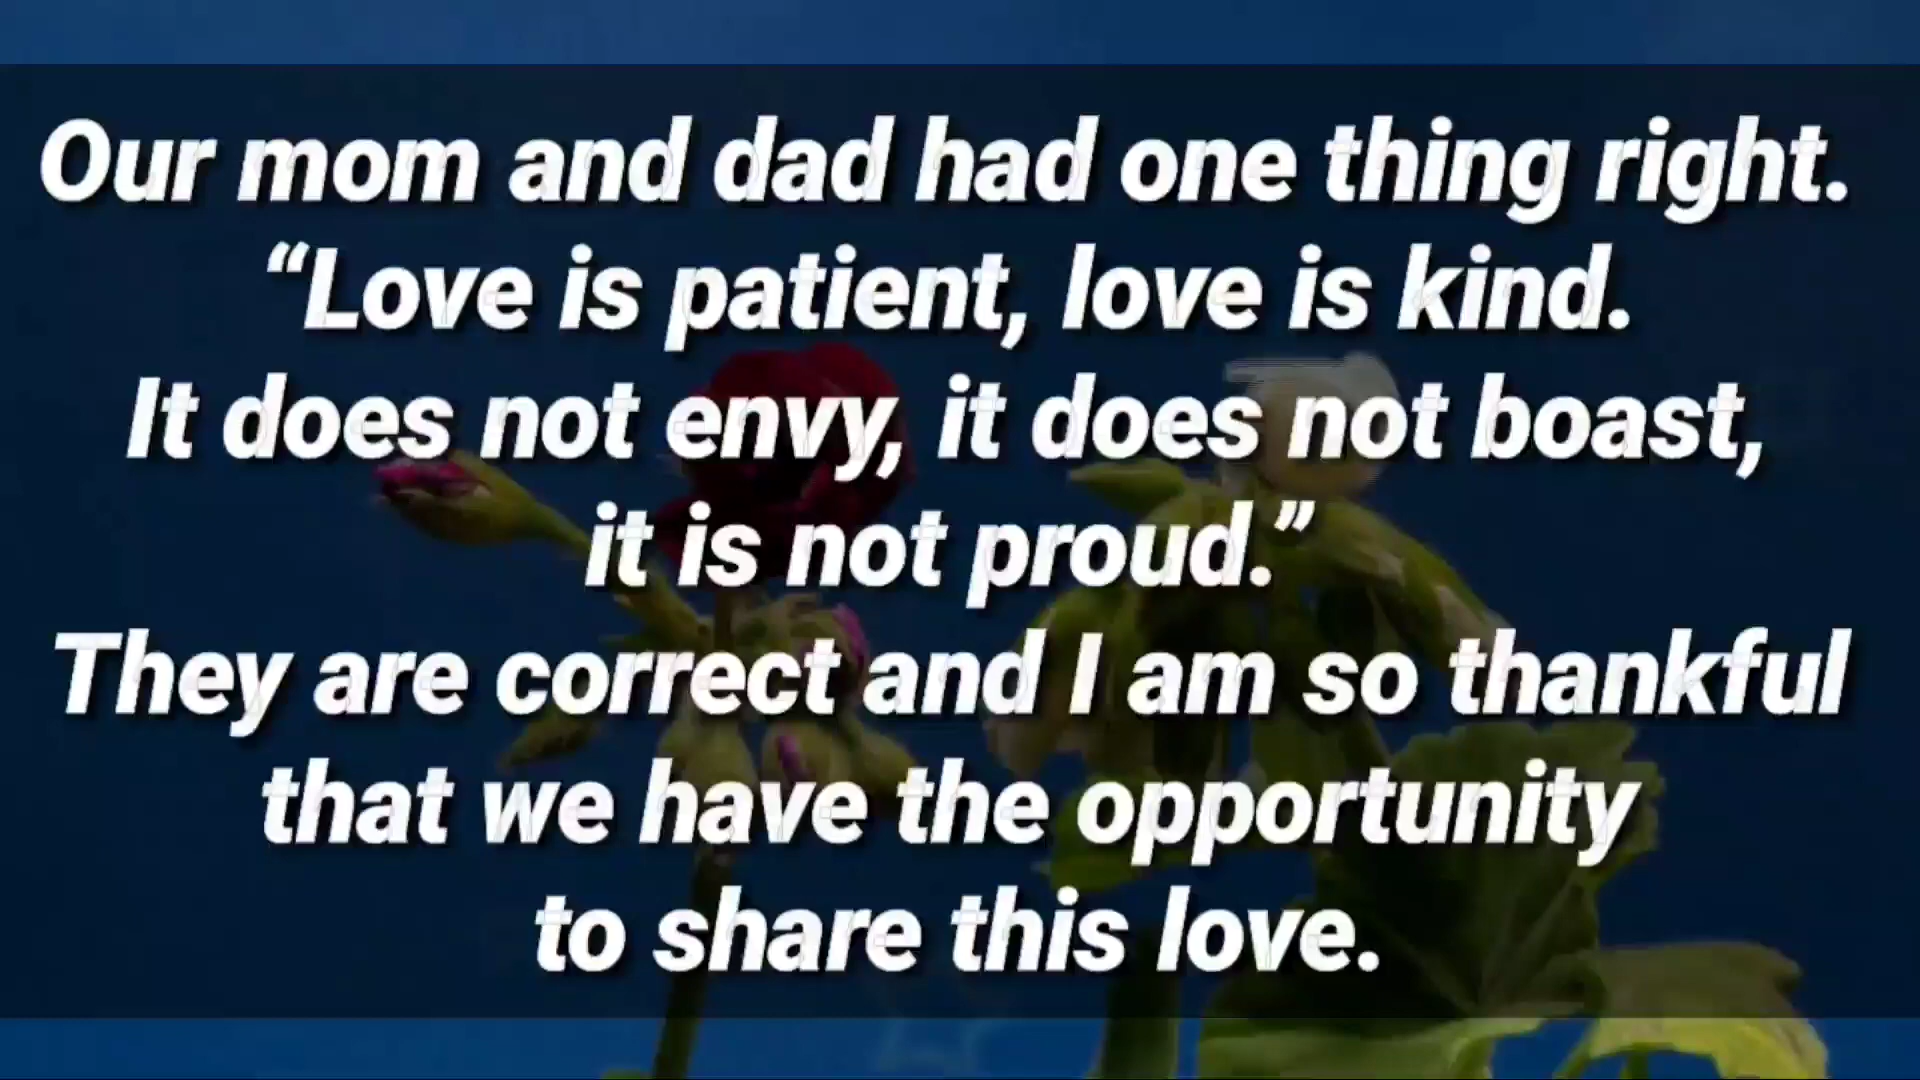 Our mom and dad had one thing right.
“Love is patient, love is kind.
It does not envy, it does not boast,
it is not proud.”
They are correct and I am so thankful
that we have the opportunity
to share this love.